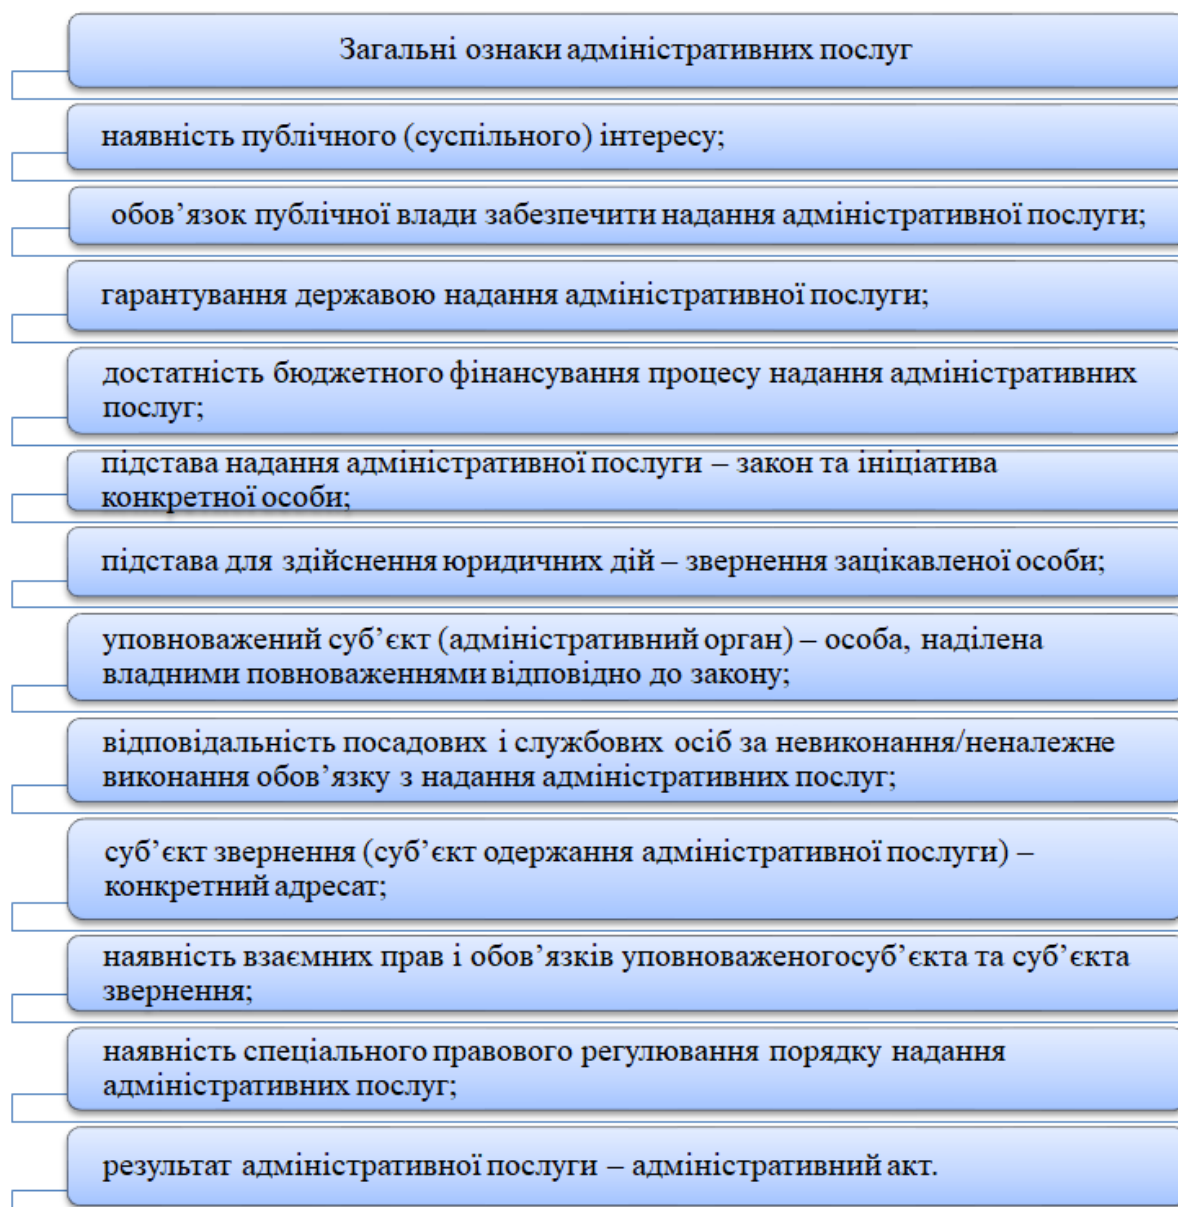 Загальні ознаки адміністративних послуг
наявність публічного (суспільного) інтересу;
обов’язок публічної влади забезпечити надання адміністративної послуги;
гарантування державою надання адміністративної послуги;
достатність бюджетного фінансування процесу надання адміністративних
послуг;
підстава надання адміністративної послуги – закон та ініціатива
конкретної особи;
підстава для здійснення юридичних дій – звернення зацікавленої особи;
уповноважений суб’єкт (адміністративний орган) – особа, наділена
владними повноваженнями відповідно до закону;
відповідальність посадових і службових осіб за невиконання/неналежне
виконання обов’язку з надання адміністративних послуг;
суб’єкт звернення (суб’єкт одержання адміністративної послуги) –
конкретний адресат;
наявність взаємних прав і обов’язків уповноваженогосуб’єкта та суб’єкта
звернення;
наявність спеціального правового регулювання порядку надання
адміністративних послуг;
результат адміністративної послуги – адміністративний акт.